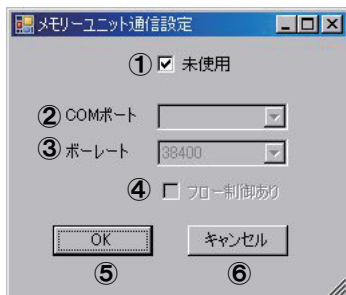 メモリーユニット通信設定
① 未使用
② COMポート
③ ボーレート 38400
④ フロー制御あり
OK キャンセル
⑤ ⑥